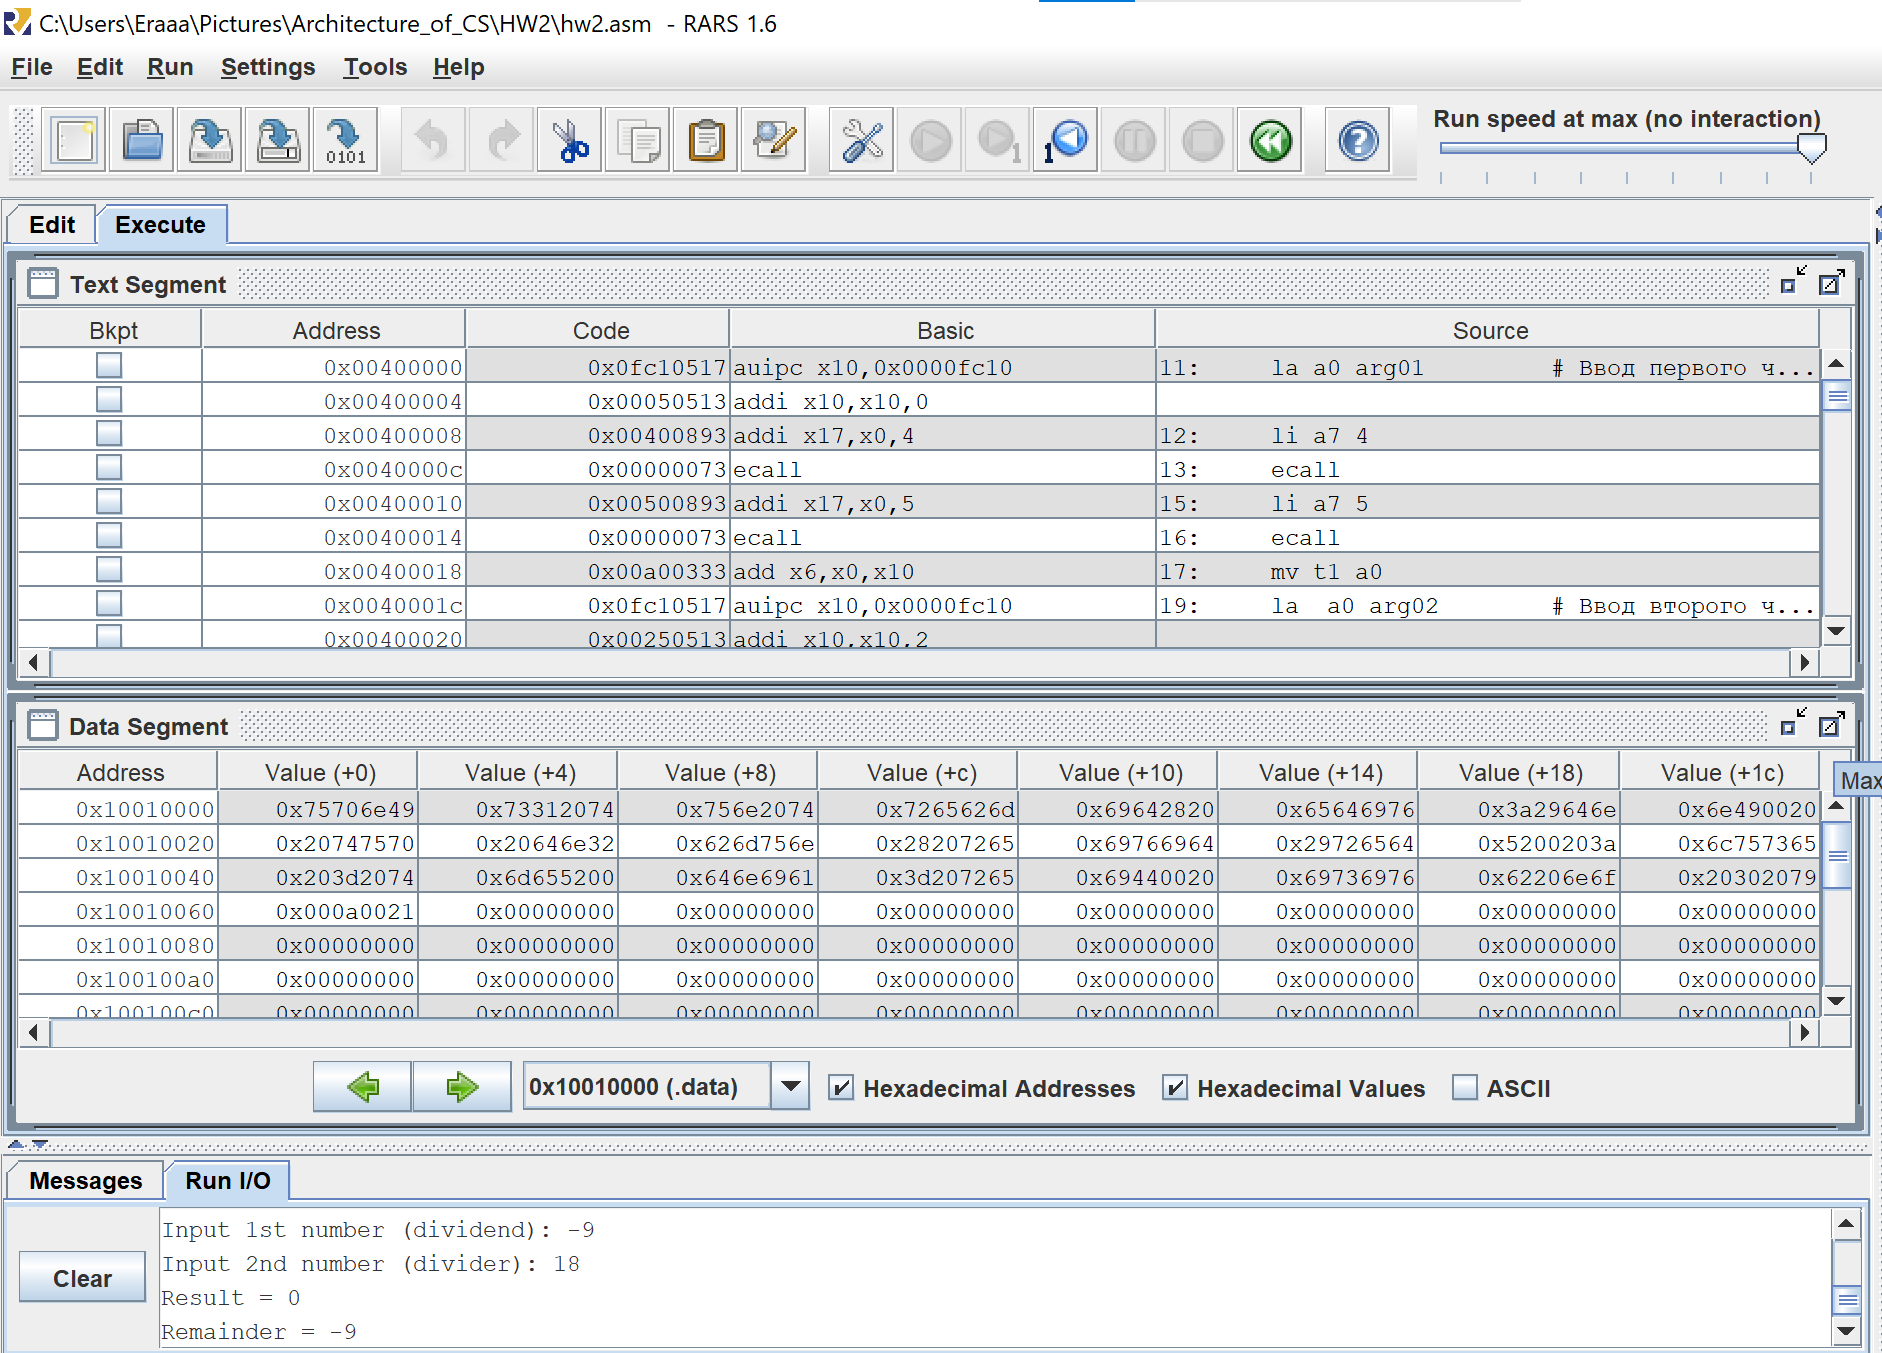 C:\Users\Eraaa\Pictures\Architecture_of_CS\HW2\hw2.asm - RARS 1.6
File Edit Run Settings Tools Help
0101 1 1
Run speed at max (no interaction)
Edit Execute
Text Segment
Bkpt Address Code Basic Source
0x00400000 0x0fc10517 auipc x10,0x0000fc10 11: la a0 arg01 # Ввод первого ч...
0x00400004 0x00050513 addi x10,x10,0
0x00400008 0x00400893 addi x17,x0,4 12: li a7 4
0x0040000c 0x00000073 ecall 13: ecall
0x00400010 0x00500893 addi x17,x0,5 15: li a7 5
0x00400014 0x00000073 ecall 16: ecall
0x00400018 0x00a00333 add x6,x0,x10 17: mv t1 a0
0x0040001c 0x0fc10517 auipc x10,0x0000fc10 19: la a0 arg02 # Ввод второго ч...
0x00400020 0x00250513 addi x10,x10,2
Data Segment
Address Value (+0) Value (+4) Value (+8) Value (+c) Value (+10) Value (+14) Value (+18) Value (+1c)
Max
0x10010000 0x75706e49 0x73312074 0x756e2074 0x7265626d 0x69642820 0x65646976 0x3a29646e 0x6e490020
0x10010020 0x20747570 0x20646e32 0x626d756e 0x28207265 0x69766964 0x29726564 0x5200203a 0x6c757365
0x10010040 0x203d2074 0x6d655200 0x646e6961 0x3d207265 0x69440020 0x69736976 0x62206e6f 0x20302079
0x10010060 0x000a0021 0x00000000 0x00000000 0x00000000 0x00000000 0x00000000 0x00000000 0x00000000
0x10010080 0x00000000 0x00000000 0x00000000 0x00000000 0x00000000 0x00000000 0x00000000 0x00000000
0x100100a0 0x00000000 0x00000000 0x00000000 0x00000000 0x00000000 0x00000000 0x00000000 0x00000000
0x100100c0 0x00000000 0x00000000 0x00000000 0x00000000 0x00000000 0x00000000 0x00000000 0x00000000
0x10010000 (.data) Hexadecimal Addresses Hexadecimal Values ASCII
Messages Run I/O
Clear
Input 1st number (dividend): -9
Input 2nd number (divider): 18
Result = 0
Remainder = -9